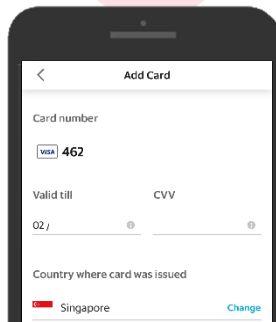 Add Card
Card number
VISA 462
Valid till CVV
02 /
Country where card was issued
Singapore Change